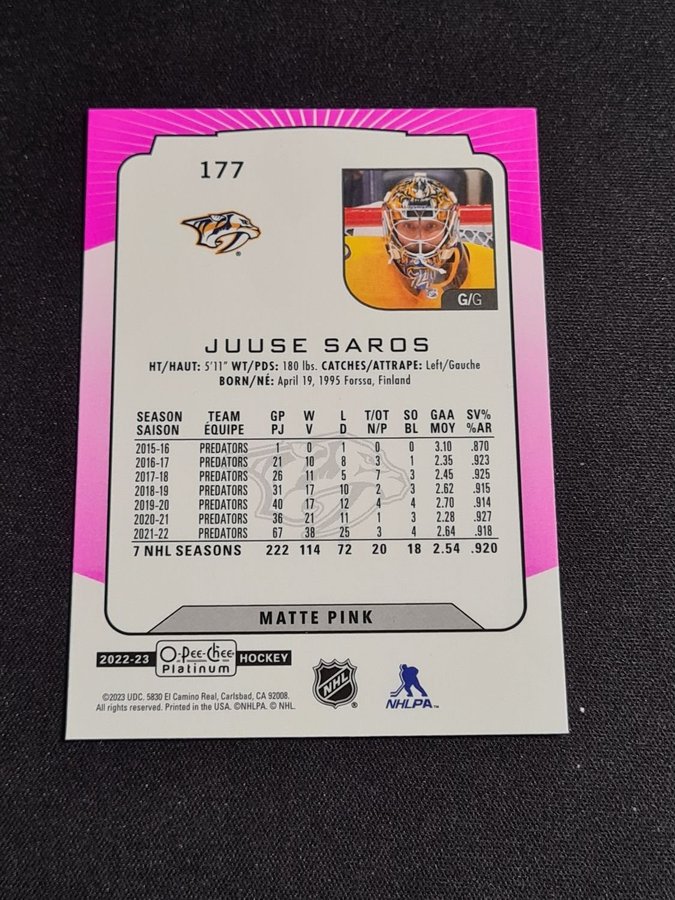 177
G/G
JUUSE SAROS
HT/HAUT: 5'11" WT/PDS: 180 lbs. CATCHES/ATTRAPE: Left/Gauche
BORN/NÉ: April 19, 1995 Forssa, Finland
SEASON TEAM GP W L T/OT SO GAA SV%
SAISON ÉQUIPE PJ V D N/P BL MOY %AR
2015-16 PREDATORS 1 0 1 0 0 3.10 .870
2016-17 PREDATORS 21 10 8 3 1 2.35 .923
2017-18 PREDATORS 26 11 5 7 3 2.45 .925
2018-19 PREDATORS 31 17 10 2 3 2.62 .915
2019-20 PREDATORS 40 17 12 4 4 2.70 .914
2020-21 PREDATORS 36 21 11 1 3 2.28 .927
2021-22 PREDATORS 67 38 25 3 4 2.64 .918
7 NHL SEASONS 222 114 72 20 18 2.54 .920
MATTE PINK
2022-23 O-Pee-Chee Platinum HOCKEY
NHL
NHLPA
©2023 UDC. 5830 El Camino Real, Carlsbad, CA 92008.
All rights reserved. Printed in the USA. ©NHLPA. © NHL.